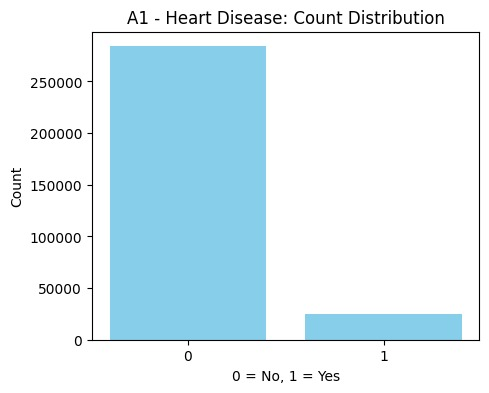 A1 - Heart Disease: Count Distribution
250000
200000
150000
100000
50000
0
Count
0
1
0 = No, 1 = Yes